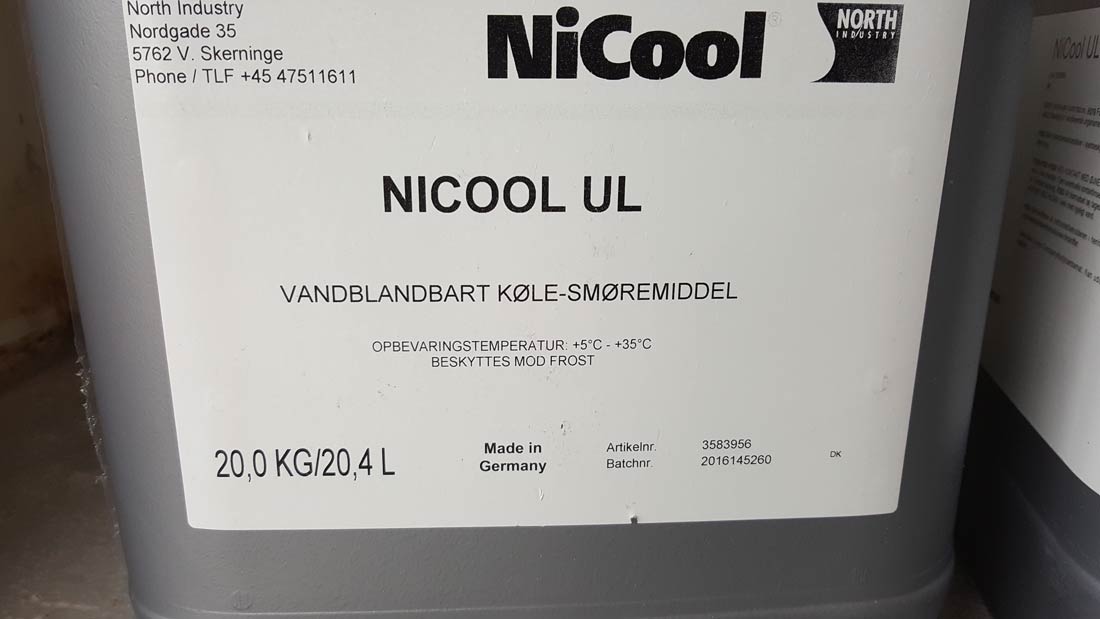 North Industry
Nordgade 35
5762 V. Skerninge
Phone / TLF +45 47511611
NiCool®
NORTH
INDUSTRY
NICOOL UL
VANDBLANDBART KØLE-SMØREMIDDEL
OPBEVARINGSTEMPERATUR: +5°C - +35°C
BESKYTTES MOD FROST
20,0 KG/20,4 L
Made in
Germany
Artikelnr. 3583956
Batchnr. 2016145260
DK
NiCool UL